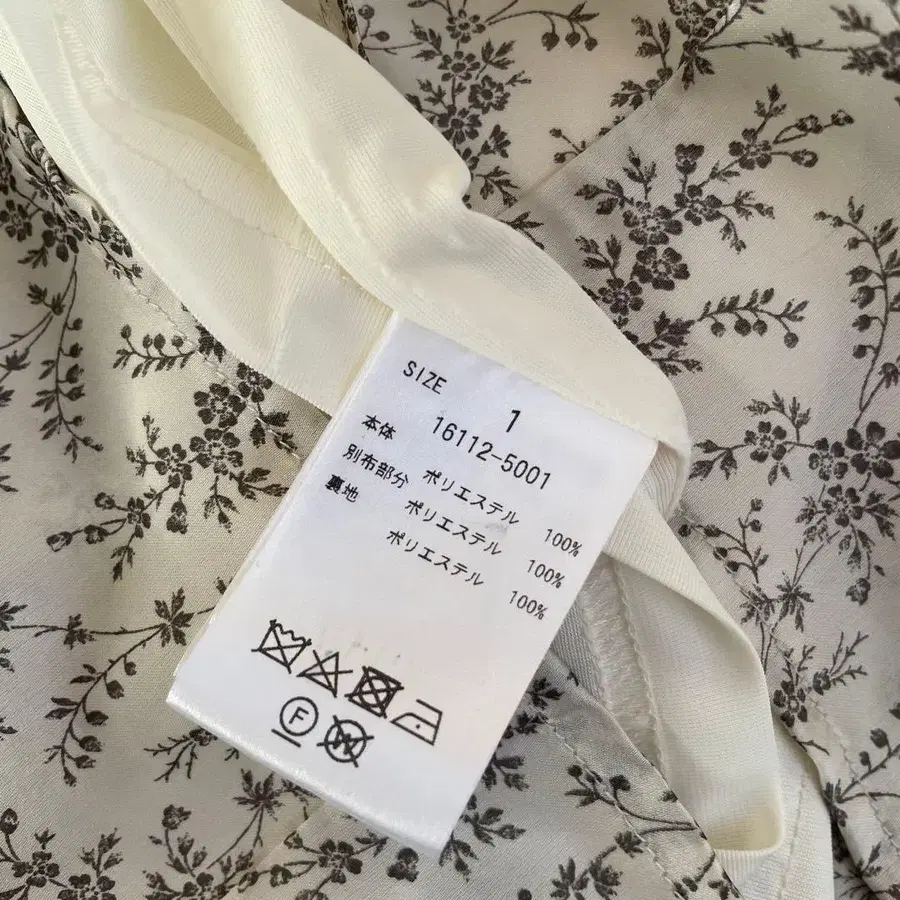 SIZE 1
16112-5001
本体 ポリエステル 100%
別布部分 ポリエステル 100%
裏地 ポリエステル 100%
F
W